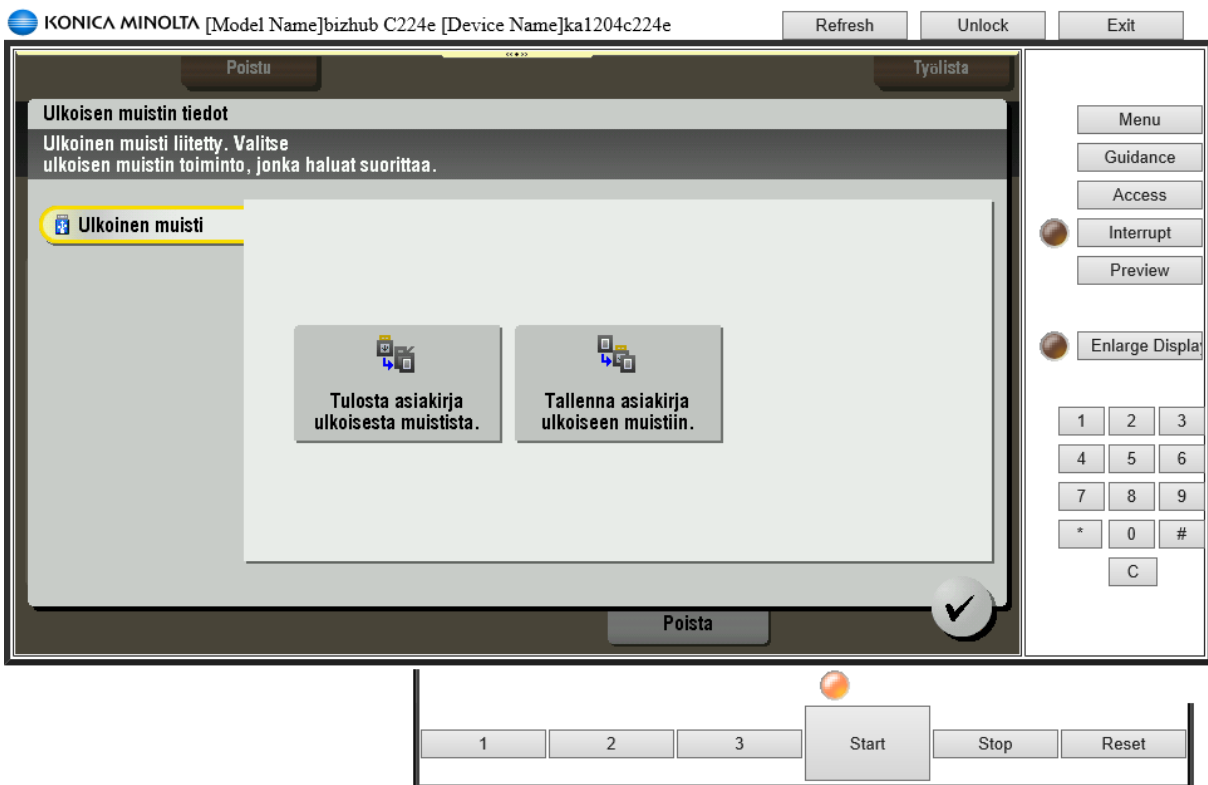 KONICA MINOLTA [Model Name]bizhub C224e [Device Name]ka1204c224e
Refresh
Unlock
Exit
Poistu
Työlista
Ulkoisen muistin tiedot
Ulkoinen muisti liitetty. Valitse
ulkoisen muistin toiminto, jonka haluat suorittaa.
Ulkoinen muisti
Tulosta asiakirja
ulkoisesta muistista.
Tallenna asiakirja
ulkoiseen muistiin.
Poista
Menu
Guidance
Access
Interrupt
Preview
Enlarge Display
1 2 3
4 5 6
7 8 9
* 0 #
C
1 2 3 Start Stop Reset